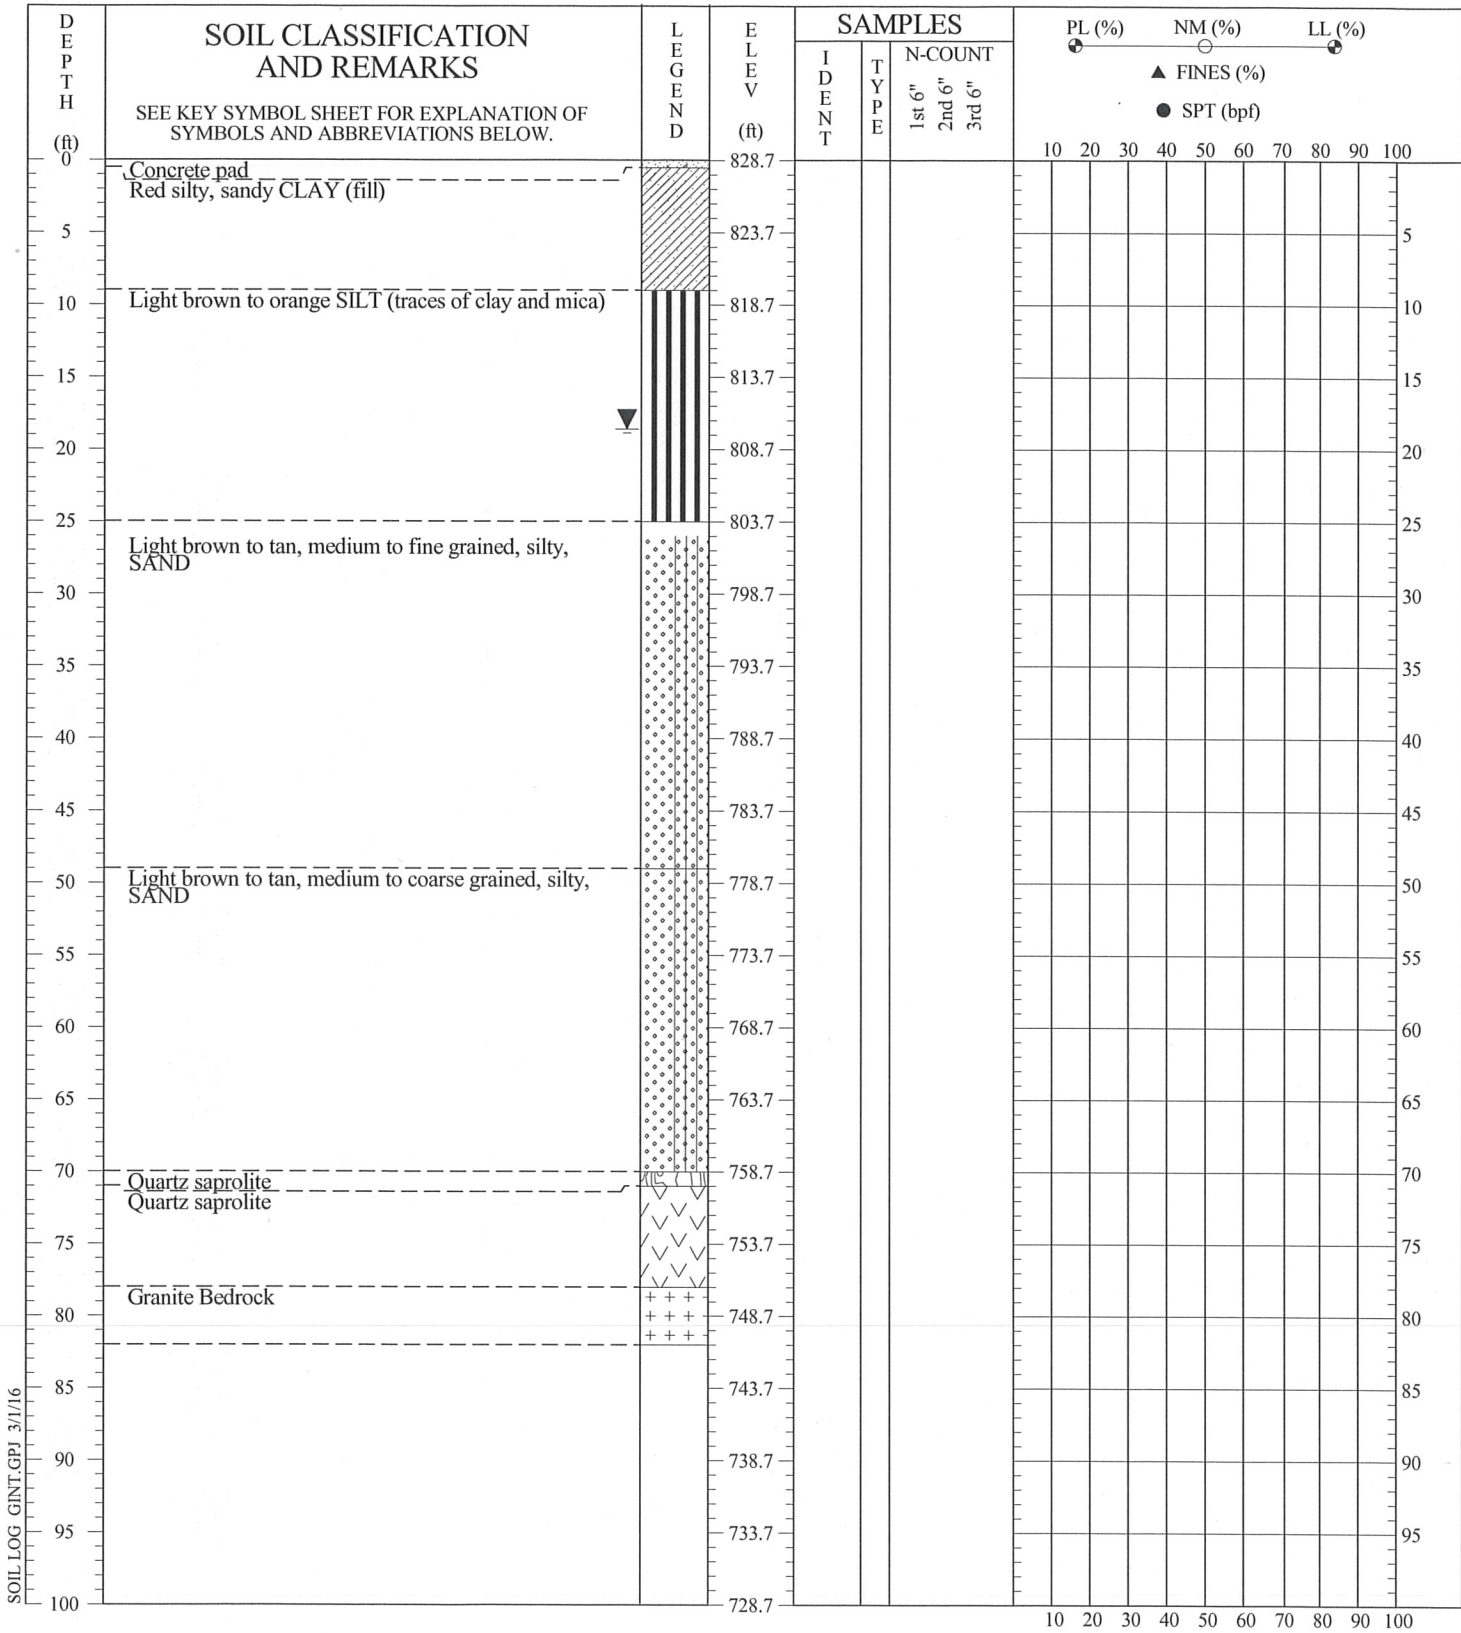 DEPTH
(ft)
SOIL CLASSIFICATION
AND REMARKS
SEE KEY SYMBOL SHEET FOR EXPLANATION OF
SYMBOLS AND ABBREVIATIONS BELOW.
LEGEND
ELEV
(ft)
SAMPLES
IDENT
TYPE
N-COUNT
1st 6"
2nd 6"
3rd 6"
PL (%) NM (%) LL (%)
▲ FINES (%)
● SPT (bpf)
10 20 30 40 50 60 70 80 90 100
0 828.7
Concrete pad
Red silty, sandy CLAY (fill)
5 823.7 5
Light brown to orange SILT (traces of clay and mica)
10 818.7 10
15 813.7 15
20 808.7 20
25 803.7 25
Light brown to tan, medium to fine grained, silty,
SAND
30 798.7 30
35 793.7 35
40 788.7 40
45 783.7 45
Light brown to tan, medium to coarse grained, silty,
SAND
50 778.7 50
55 773.7 55
60 768.7 60
65 763.7 65
70 758.7 70
Quartz saprolite
Quartz saprolite
75 753.7 75
Granite Bedrock
80 748.7 80
85 743.7 85
90 738.7 90
95 733.7 95
100 728.7
10 20 30 40 50 60 70 80 90 100
SOIL LOG GINT.GPJ 3/1/16